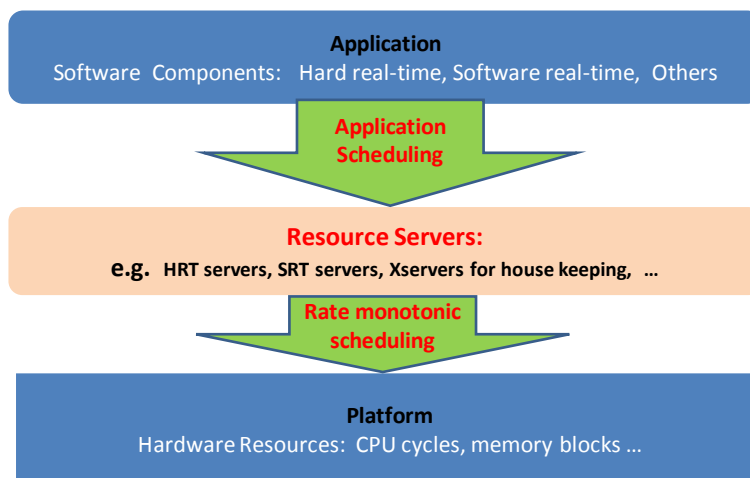 Application
Software Components: Hard real-time, Software real-time, Others
Application
Scheduling
Resource Servers:
e.g. HRT servers, SRT servers, Xservers for house keeping, ...
Rate monotonic
scheduling
Platform
Hardware Resources: CPU cycles, memory blocks ...